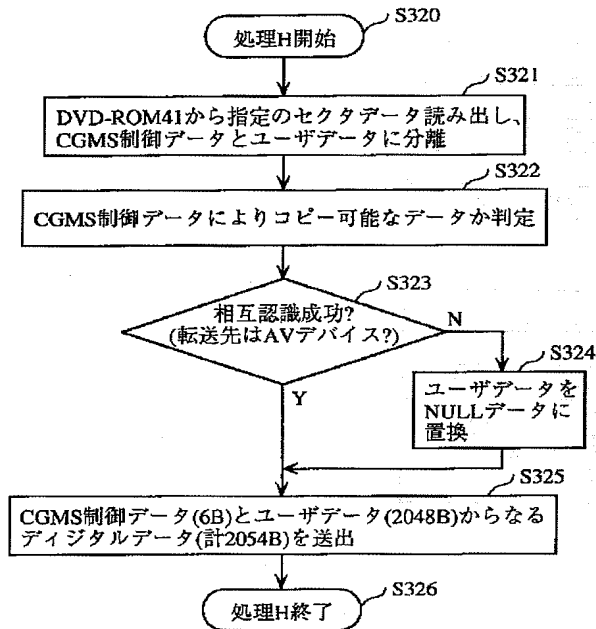 S320
処理H開始
S321
DVD-ROM41から指定のセクタデータ読み出し、
CGMS制御データとユーザデータに分離
S322
CGMS制御データによりコピー可能なデータか判定
S323
相互認識成功?
(転送先はAVデバイス?)
N
S324
ユーザデータを
NULLデータに
置換
Y
S325
CGMS制御データ(6B)とユーザデータ(2048B)からなる
ディジタルデータ(計2054B)を送出
S326
処理H終了